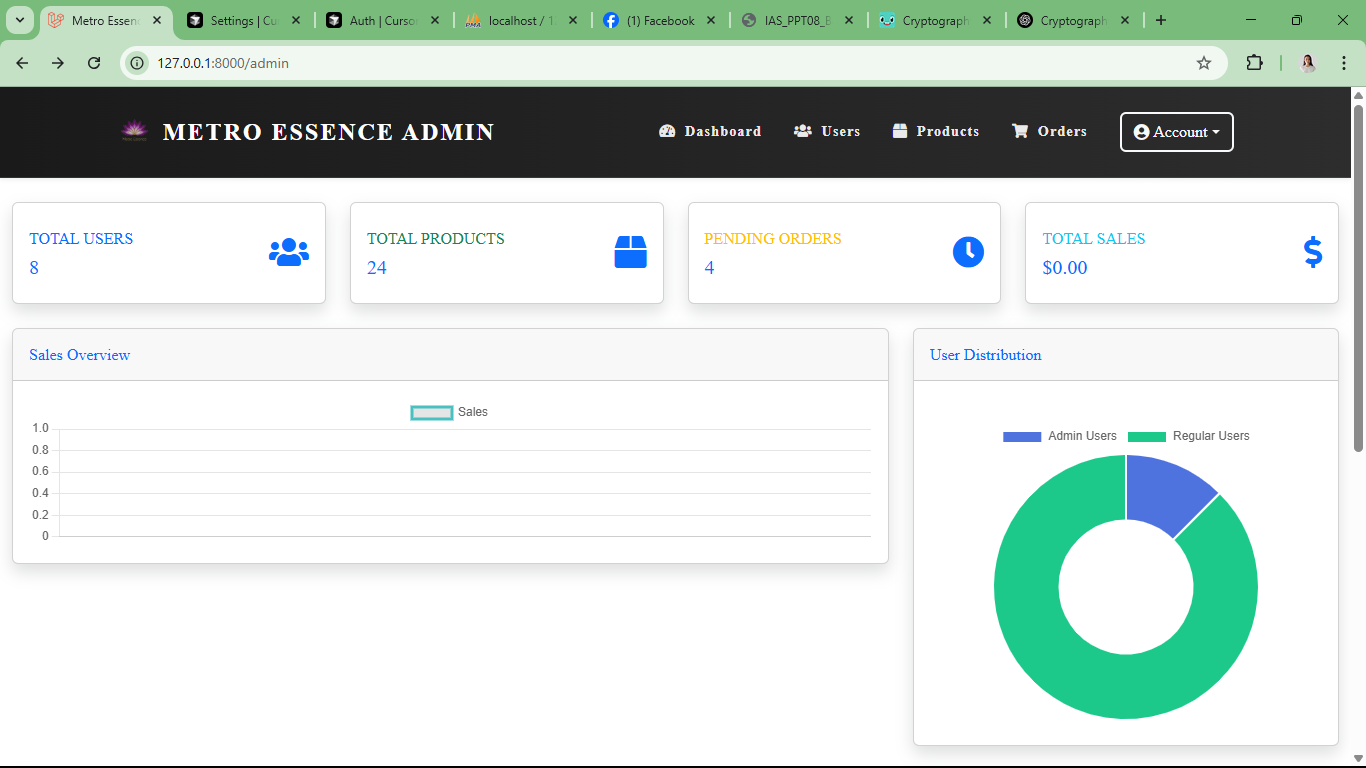 Metro Essen
Settings | Cu
Auth | Curso
localhost / 12
(1) Facebook
IAS_PPT08_B
Cryptograph
Cryptograph
127.0.0.1:8000/admin
METRO ESSENCE ADMIN
Dashboard
Users
Products
Orders
Account
TOTAL USERS
8
TOTAL PRODUCTS
24
PENDING ORDERS
4
TOTAL SALES
$0.00
Sales Overview
Sales
1.0
0.8
0.6
0.4
0.2
0
User Distribution
Admin Users
Regular Users